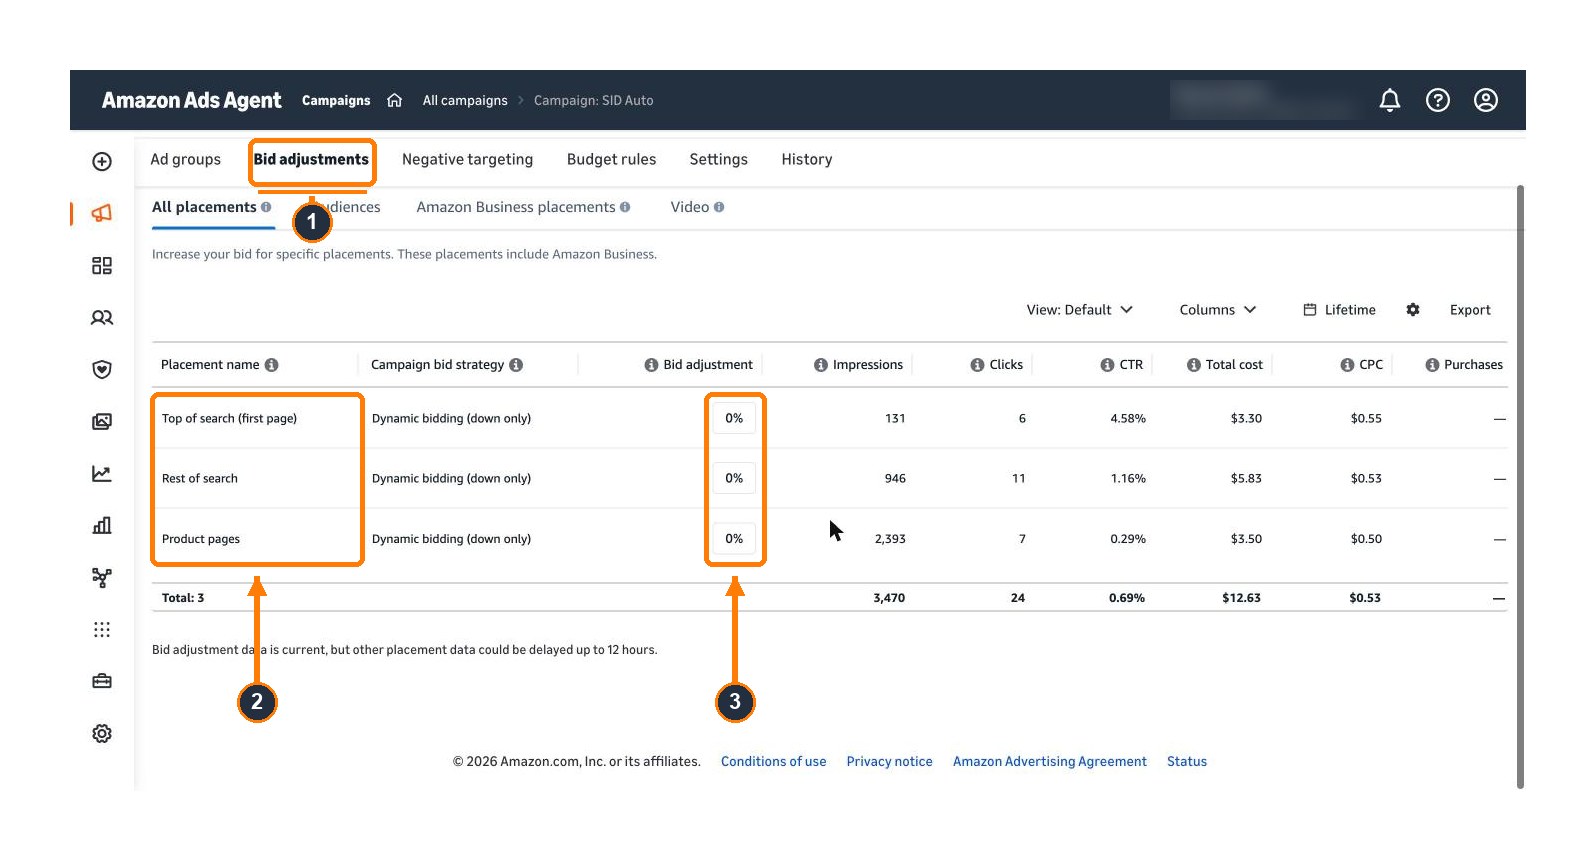 Amazon Ads Agent Campaigns All campaigns > Campaign: SID Auto
Ad groups Bid adjustments Negative targeting Budget rules Settings History
All placements udiences Amazon Business placements Video
1
Increase your bid for specific placements. These placements include Amazon Business.
View: Default Columns Lifetime Export
Placement name Campaign bid strategy Bid adjustment Impressions Clicks CTR Total cost CPC Purchases
Top of search (first page) Dynamic bidding (down only) 0% 131 6 4.58% $3.30 $0.55 —
Rest of search Dynamic bidding (down only) 0% 946 11 1.16% $5.83 $0.53 —
Product pages Dynamic bidding (down only) 0% 2,393 7 0.29% $3.50 $0.50 —
Total: 3 3,470 24 0.69% $12.63 $0.53 —
Bid adjustment data is current, but other placement data could be delayed up to 12 hours.
2 3
© 2026 Amazon.com, Inc. or its affiliates. Conditions of use Privacy notice Amazon Advertising Agreement Status